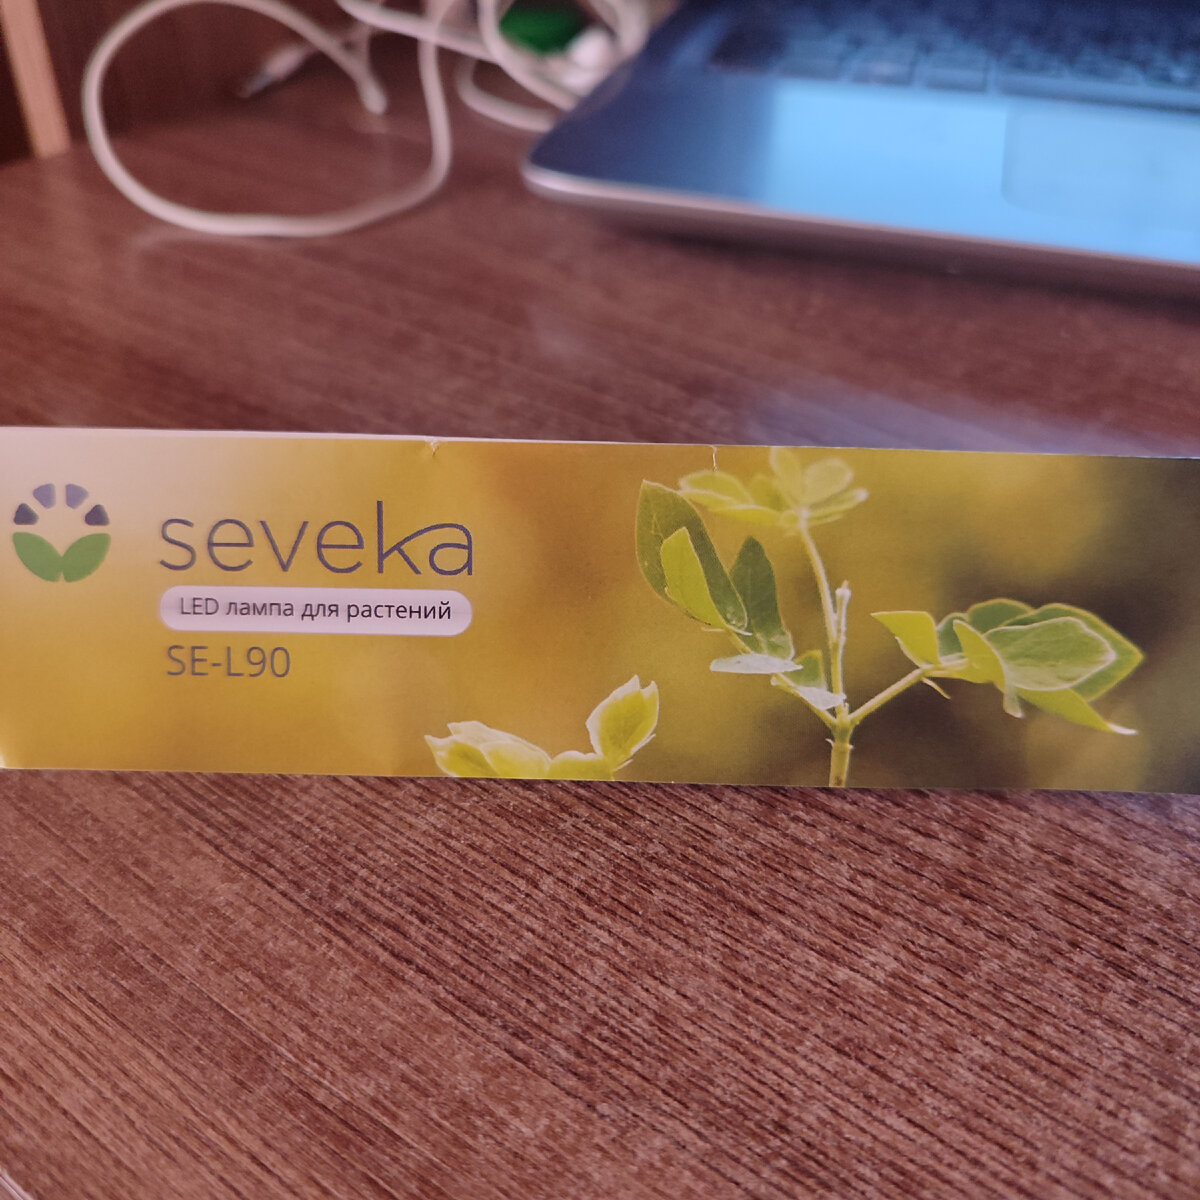 seveka
LED лампа для растений
SE-L90